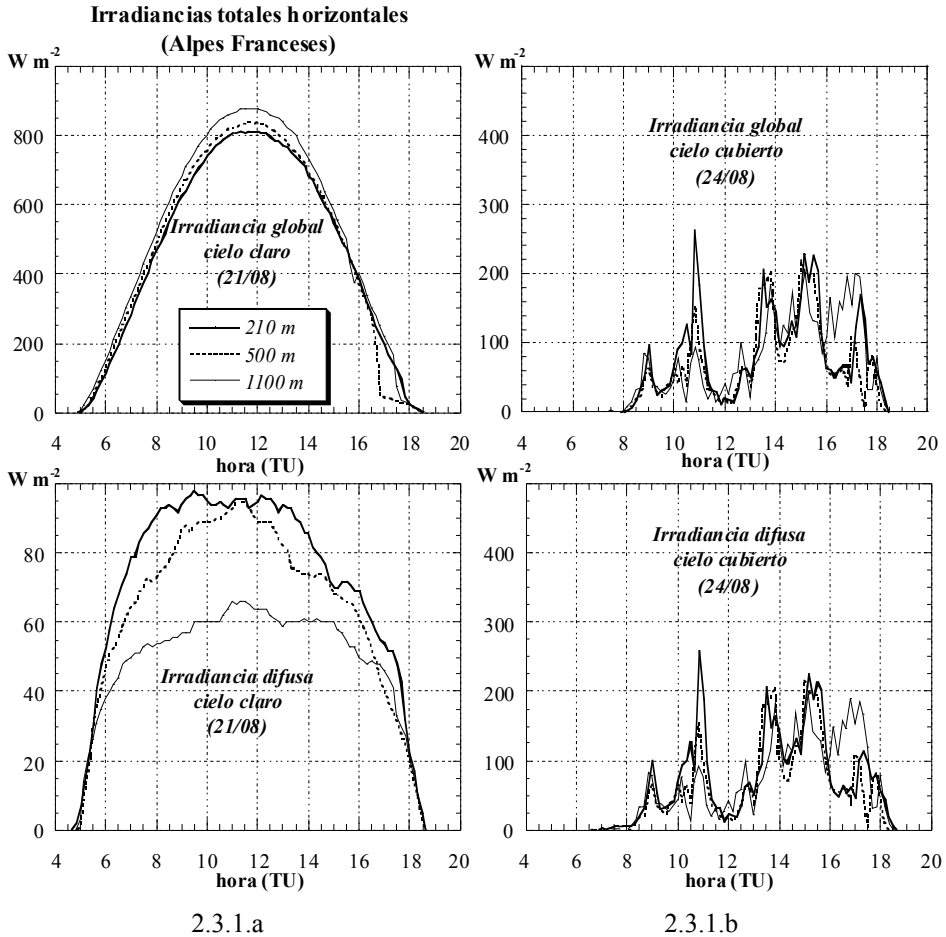 Irradiancias totales horizontales
(Alpes Franceses)
W m-2
800
600
400
200
0
4 6 8 10 12 14 16 18 20
hora (TU)
Irradiancia global
cielo claro
(21/08)
210 m
500 m
1100 m
W m-2
400
300
200
100
0
4 6 8 10 12 14 16 18 20
hora (TU)
Irradiancia global
cielo cubierto
(24/08)
W m-2
80
60
40
20
0
4 6 8 10 12 14 16 18 20
hora (TU)
Irradiancia difusa
cielo claro
(21/08)
W m-2
400
300
200
100
0
4 6 8 10 12 14 16 18 20
hora (TU)
Irradiancia difusa
cielo cubierto
(24/08)
2.3.1.a
2.3.1.b